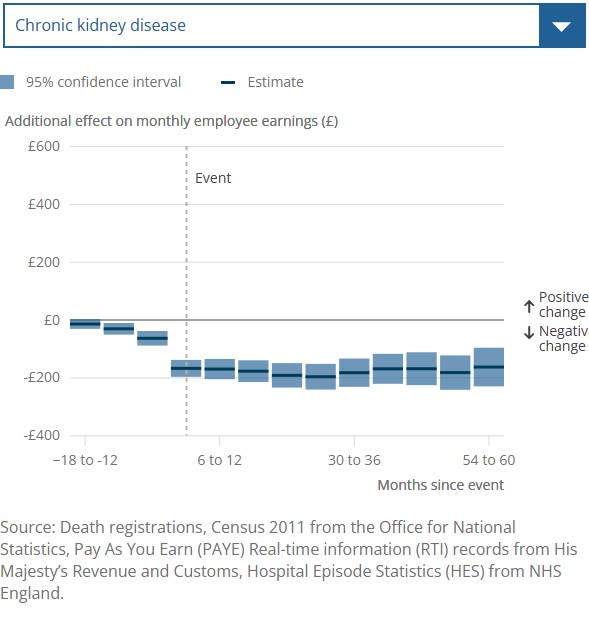 Chronic kidney disease
95% confidence interval
Estimate
Additional effect on monthly employee earnings (£)
£600
Event
£400
£200
£0
↑ Positive
change
↓ Negativ
change
-£200
-£400
−18 to -12
6 to 12
30 to 36
54 to 60
Months since event
Source: Death registrations, Census 2011 from the Office for National
Statistics, Pay As You Earn (PAYE) Real-time information (RTI) records from His
Majesty’s Revenue and Customs, Hospital Episode Statistics (HES) from NHS
England.